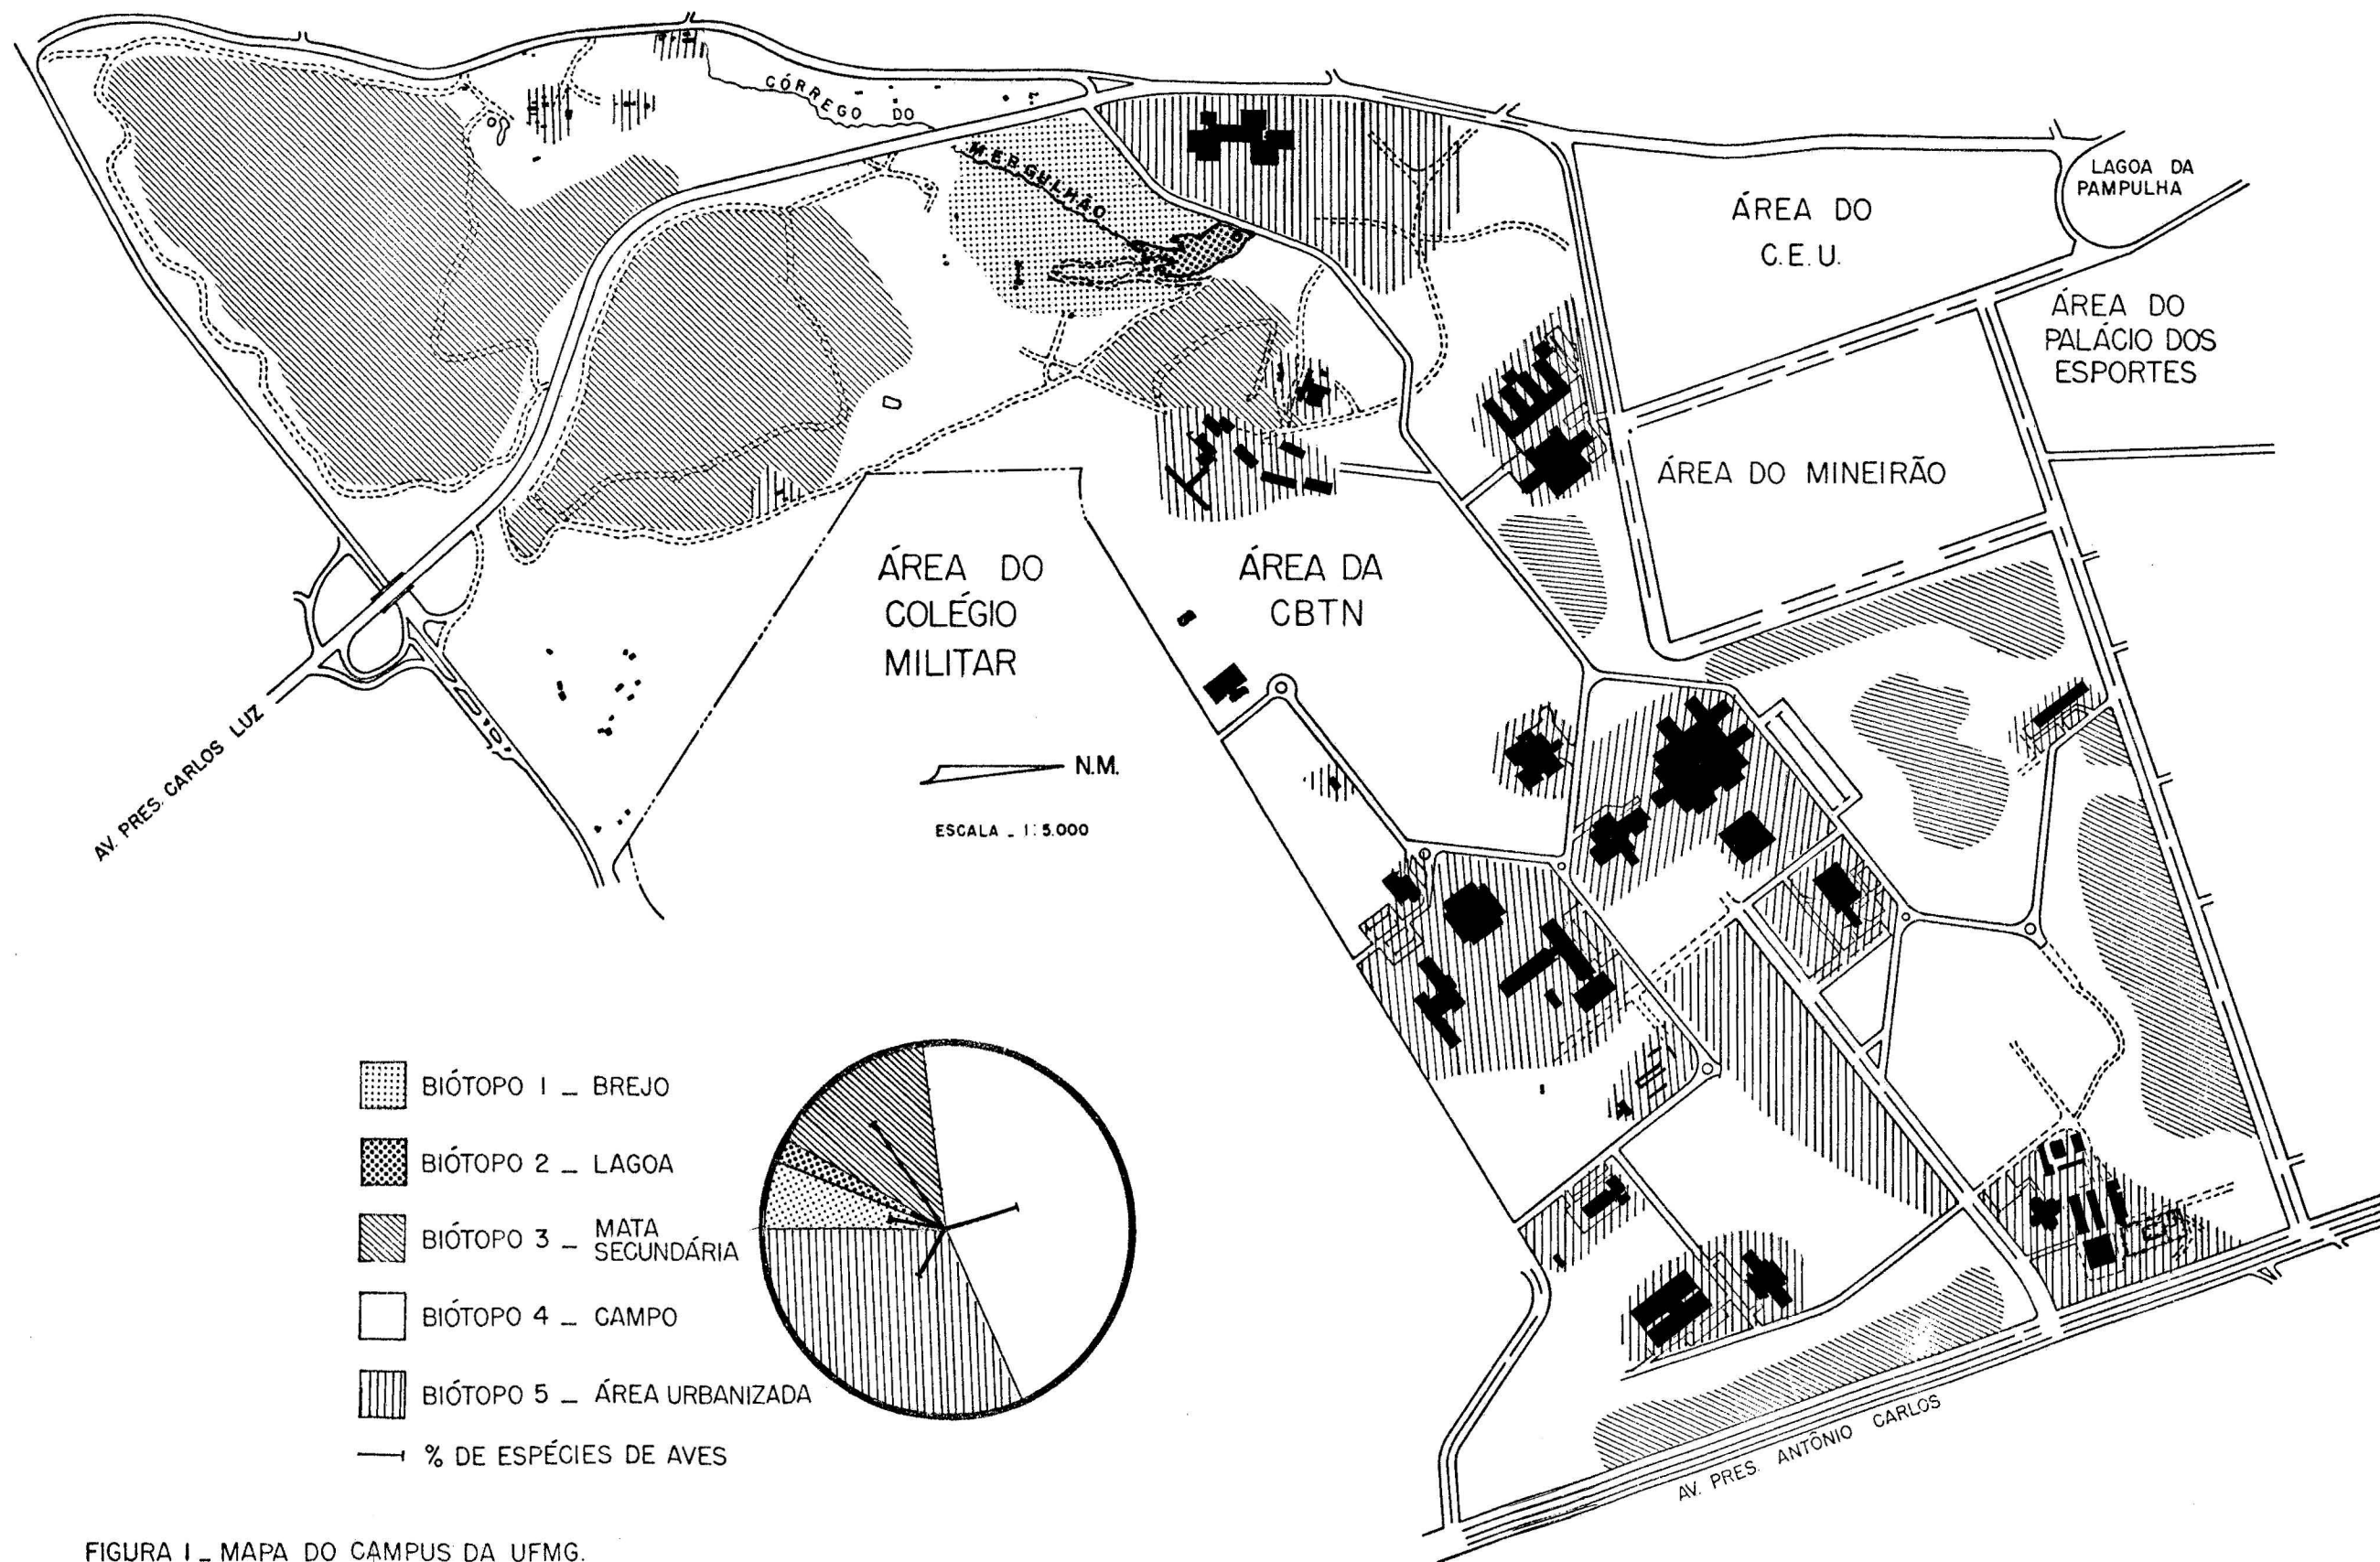 CÓRREGO DO
MERGULHÃO
LAGOA DA
PAMPULHA
ÁREA DO
C.E.U.
ÁREA DO
PALÁCIO DOS
ESPORTES
ÁREA DO MINEIRÃO
ÁREA DO
COLÉGIO
MILITAR
ÁREA DA
CBTN
AV. PRES. CARLOS LUZ
N.M.
ESCALA _ 1:5.000
BIÓTOPO 1 _ BREJO
BIÓTOPO 2 _ LAGOA
BIÓTOPO 3 _ MATA
SECUNDÁRIA
BIÓTOPO 4 _ CAMPO
BIÓTOPO 5 _ ÁREA URBANIZADA
% DE ESPÉCIES DE AVES
AV. PRES. ANTÔNIO CARLOS
FIGURA 1 _ MAPA DO CAMPUS DA UFMG.